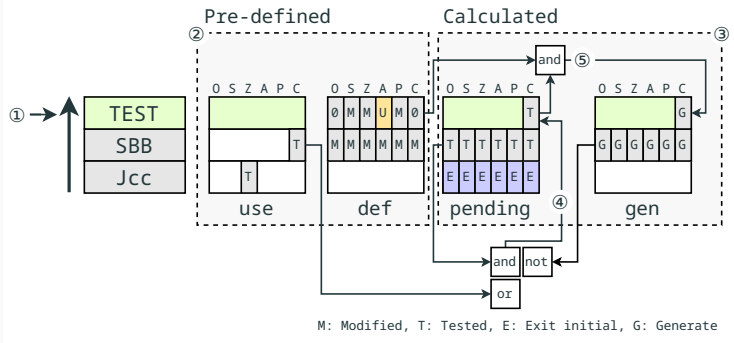 Pre-defined
Calculated
②
③
and
⑤
O S Z A P C
O S Z A P C
O S Z A P C
O S Z A P C
①
TEST
0 M M U M 0
T
G
SBB
T
M M M M M M
T T T T T T
G G G G G G
Jcc
T
E E E E E E
use
def
pending
gen
④
and
not
or
M: Modified, T: Tested, E: Exit initial, G: Generate